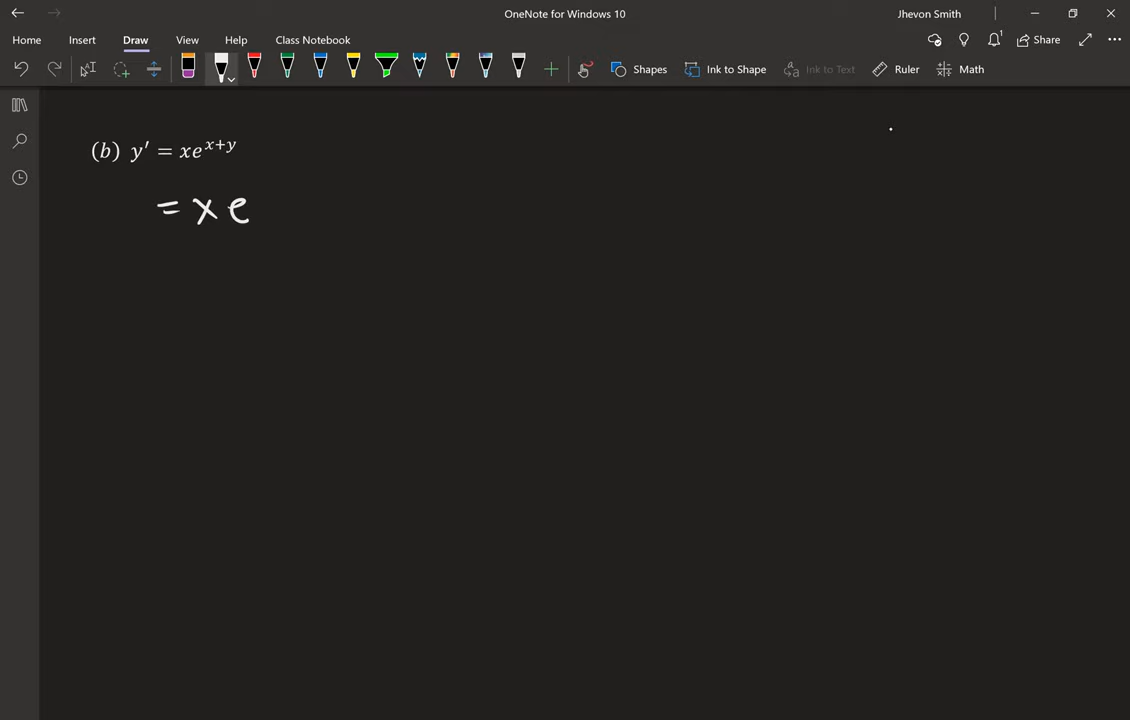 OneNote for Windows 10
Jhevon Smith
Home Insert Draw View Help Class Notebook
Share
Shapes Ink to Shape Ink to Text Ruler Math
(b) y′ = xe^{x+y}
= x e